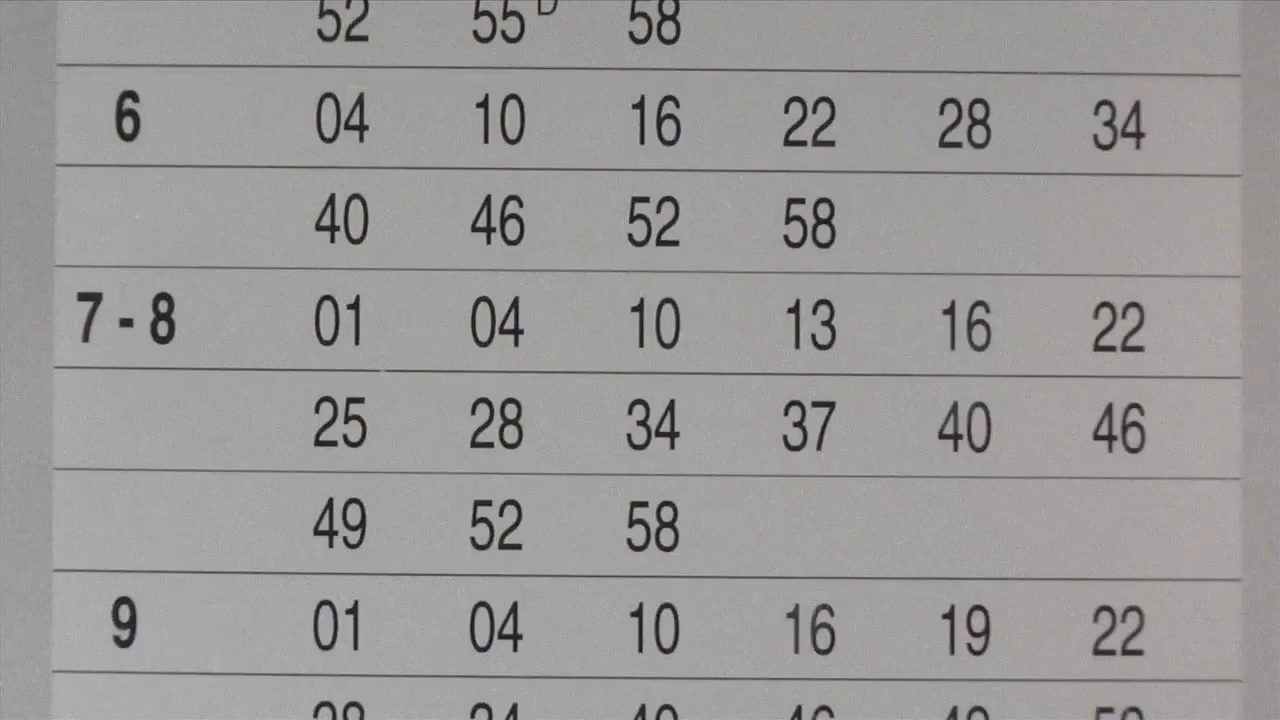 52 55 D 58
6 04 10 16 22 28 34
40 46 52 58
7 - 8 01 04 10 13 16 22
25 28 34 37 40 46
49 52 58
9 01 04 10 16 19 22